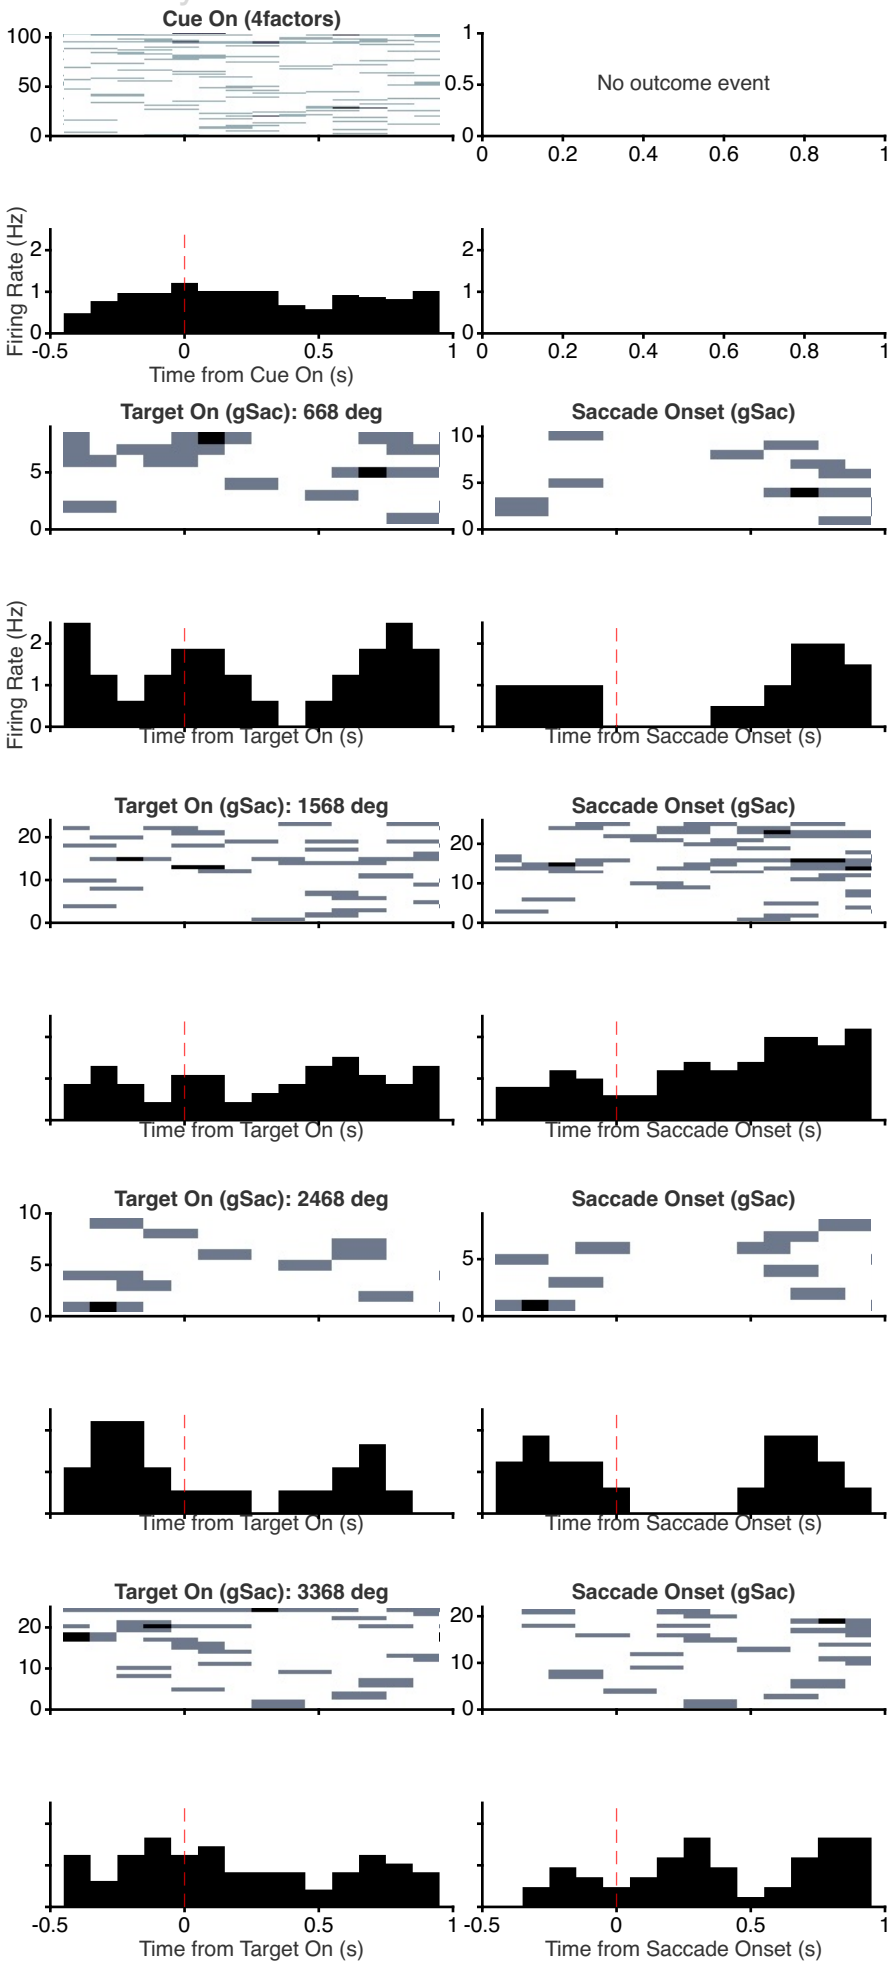 Cue On (4factors)
100
50
0
1
0.5
0
No outcome event
0 0.2 0.4 0.6 0.8 1
Firing Rate (Hz)
2
1
0
-0.5 0 0.5 1
Time from Cue On (s)
2
1
0
0 0.2 0.4 0.6 0.8 1
Target On (gSac): 668 deg
5
0
Saccade Onset (gSac)
10
5
0
Firing Rate (Hz)
2
1
0
Time from Target On (s)
Time from Saccade Onset (s)
Target On (gSac): 1568 deg
20
10
0
Saccade Onset (gSac)
20
10
0
Time from Target On (s)
Time from Saccade Onset (s)
Target On (gSac): 2468 deg
10
5
0
Saccade Onset (gSac)
5
0
Time from Target On (s)
Time from Saccade Onset (s)
Target On (gSac): 3368 deg
20
10
0
Saccade Onset (gSac)
20
10
0
-0.5 0 0.5 1
Time from Target On (s)
-0.5 0 0.5 1
Time from Saccade Onset (s)